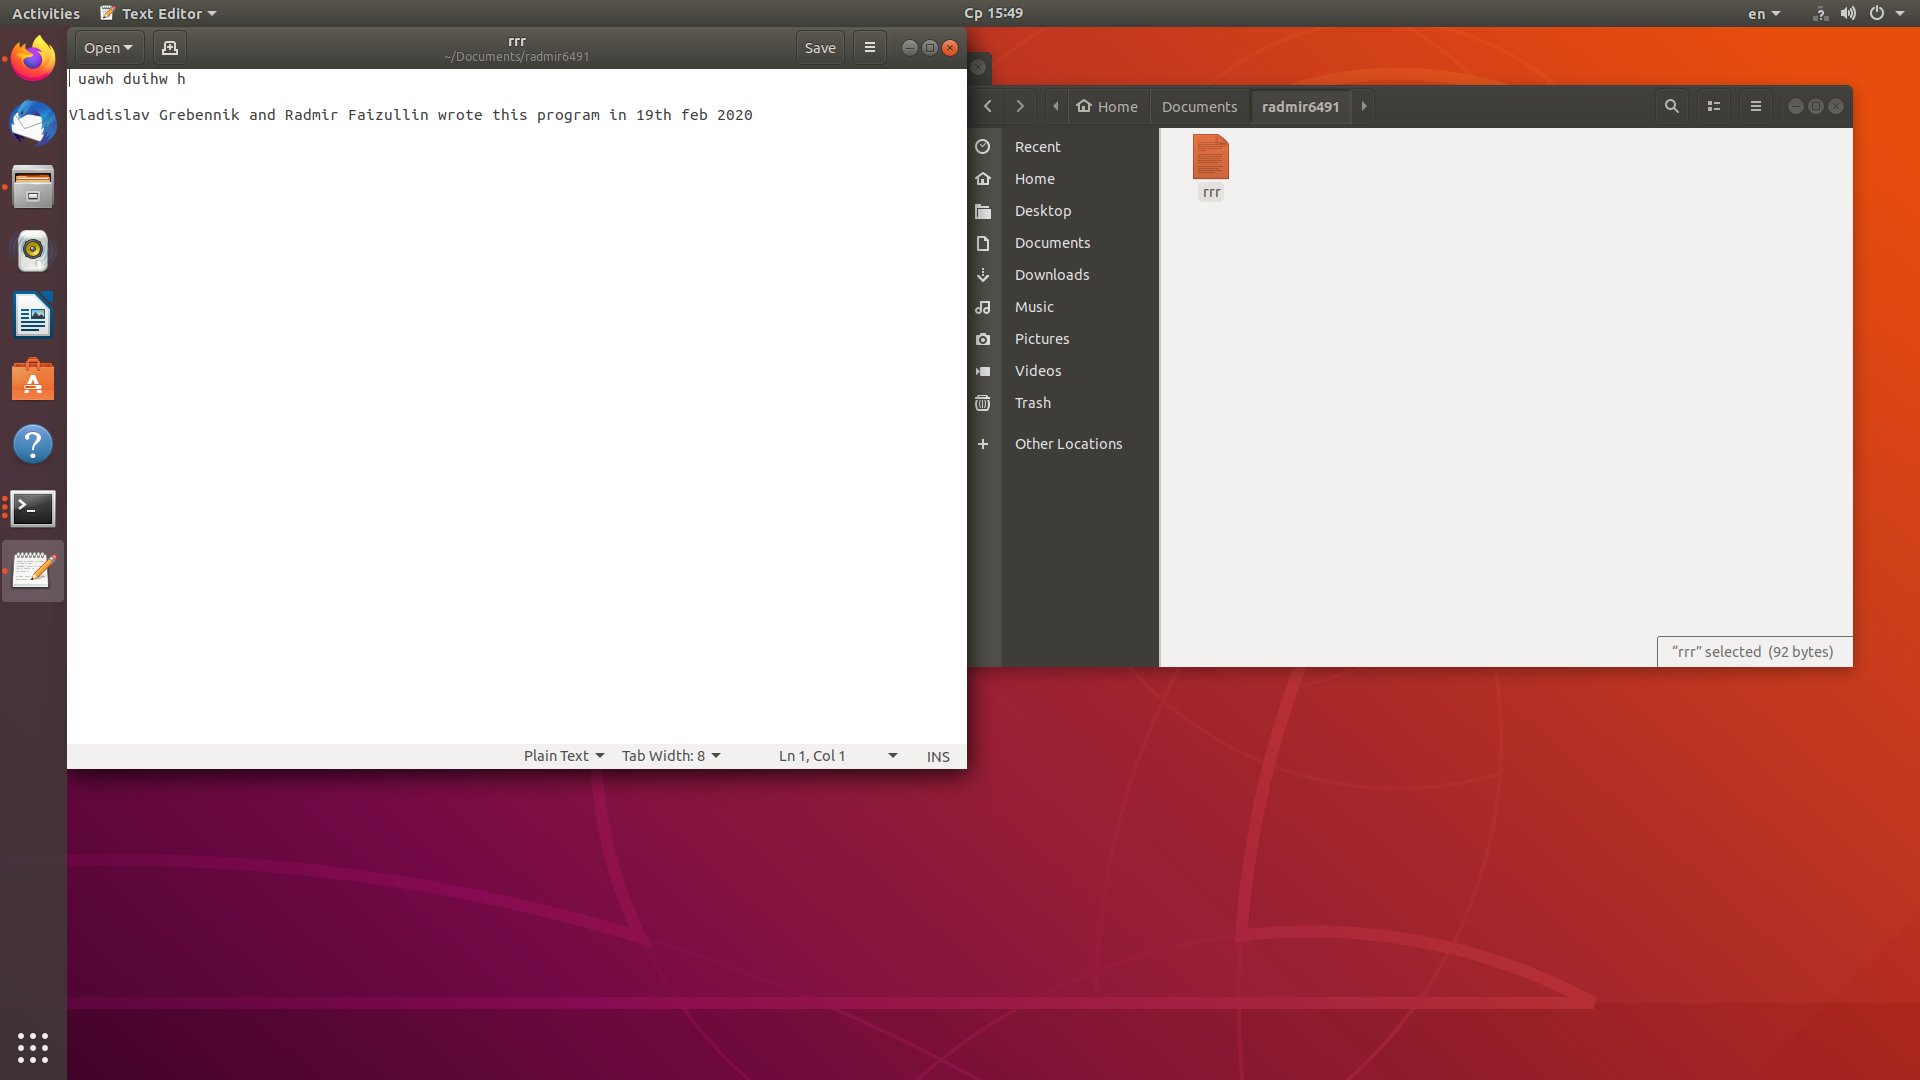 Activities
Text Editor
Ср 15:49
en
Open
rrr
~/Documents/radmir6491
Save
uawh duihw h
Vladislav Grebennik and Radmir Faizullin wrote this program in 19th feb 2020
Plain Text
Tab Width: 8
Ln 1, Col 1
INS
Home
Documents
radmir6491
Recent
Home
Desktop
Documents
Downloads
Music
Pictures
Videos
Trash
Other Locations
rrr
“rrr” selected (92 bytes)